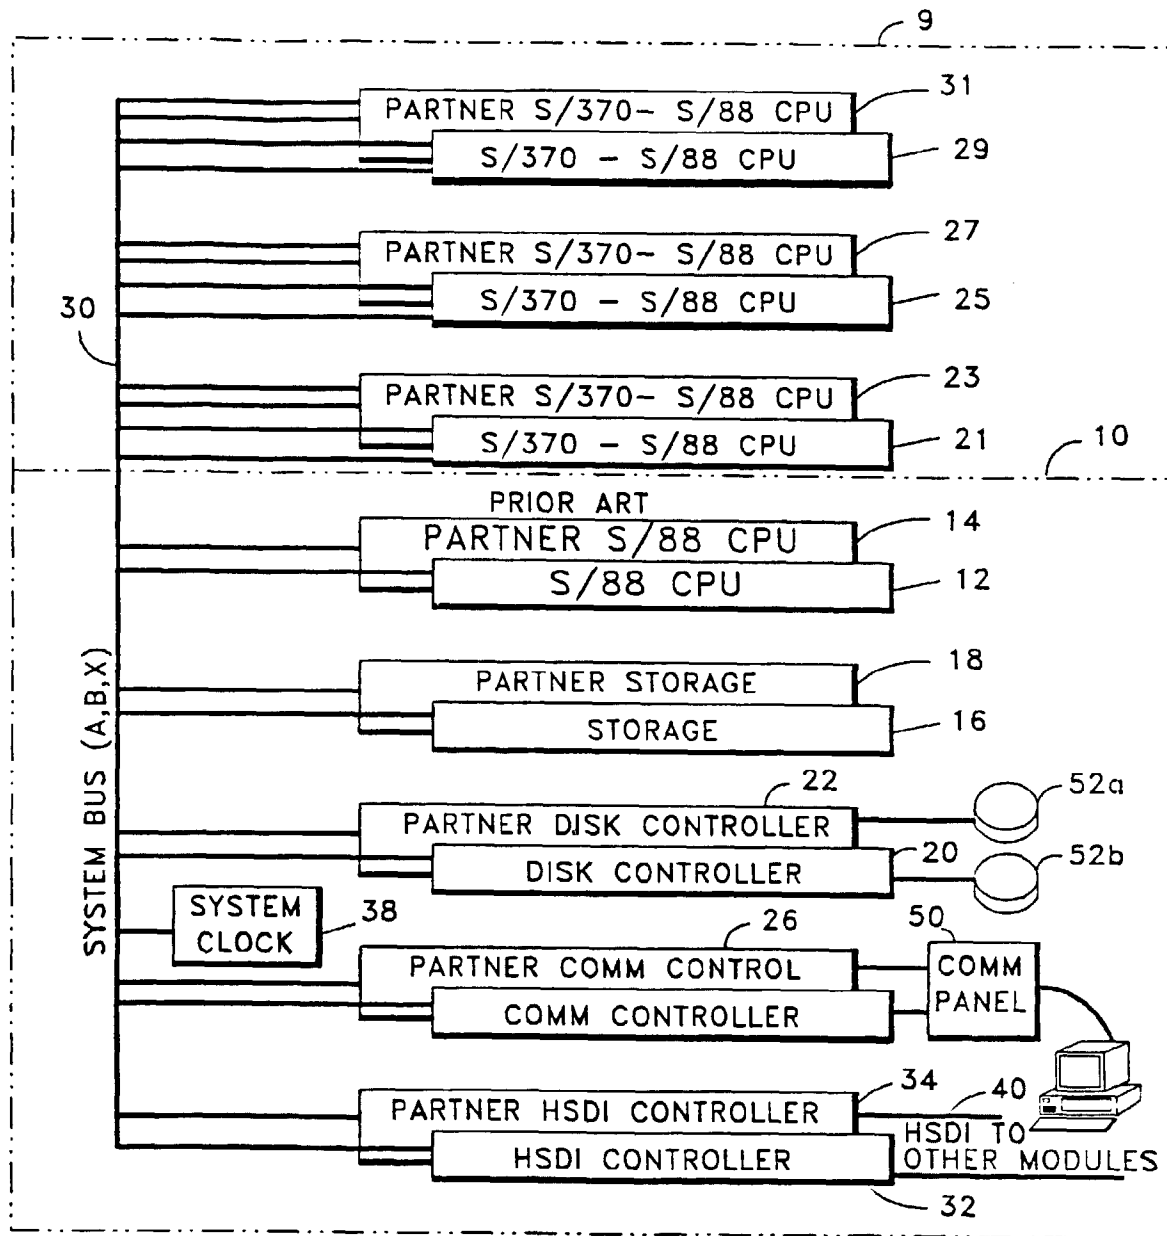 9
PARTNER S/370- S/88 CPU
31
S/370 - S/88 CPU
29
PARTNER S/370- S/88 CPU
27
S/370 - S/88 CPU
25
30
PARTNER S/370- S/88 CPU
23
S/370 - S/88 CPU
21
10
PRIOR ART
PARTNER S/88 CPU
14
S/88 CPU
12
SYSTEM BUS (A,B,X)
PARTNER STORAGE
18
STORAGE
16
22
52a
PARTNER DISK CONTROLLER
20
DISK CONTROLLER
52b
SYSTEM
CLOCK
38
26
50
PARTNER COMM CONTROL
COMM
PANEL
COMM CONTROLLER
34
40
PARTNER HSDI CONTROLLER
HSDI TO
OTHER MODULES
HSDI CONTROLLER
32